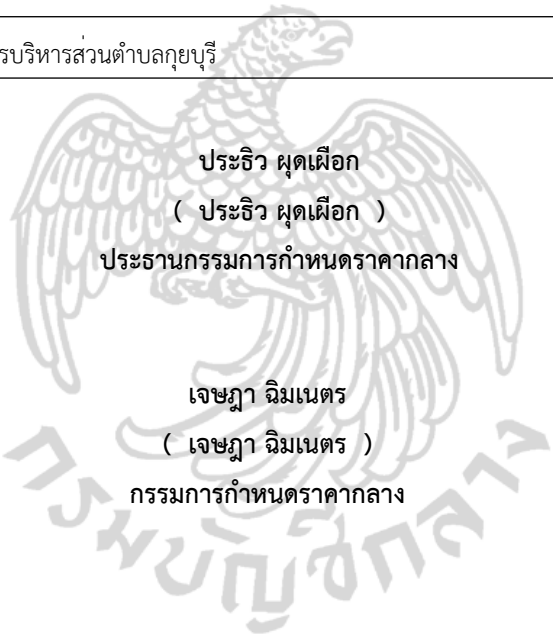 รบริหารส่วนตำบลกุยบุรี
ประธิว ผุดเผือก
( ประธิว ผุดเผือก )
ประธานกรรมการกำหนดราคากลาง
เจษฎา ฉิมเนตร
( เจษฎา ฉิมเนตร )
กรรมการกำหนดราคากลาง
กรมบัญชีกลาง